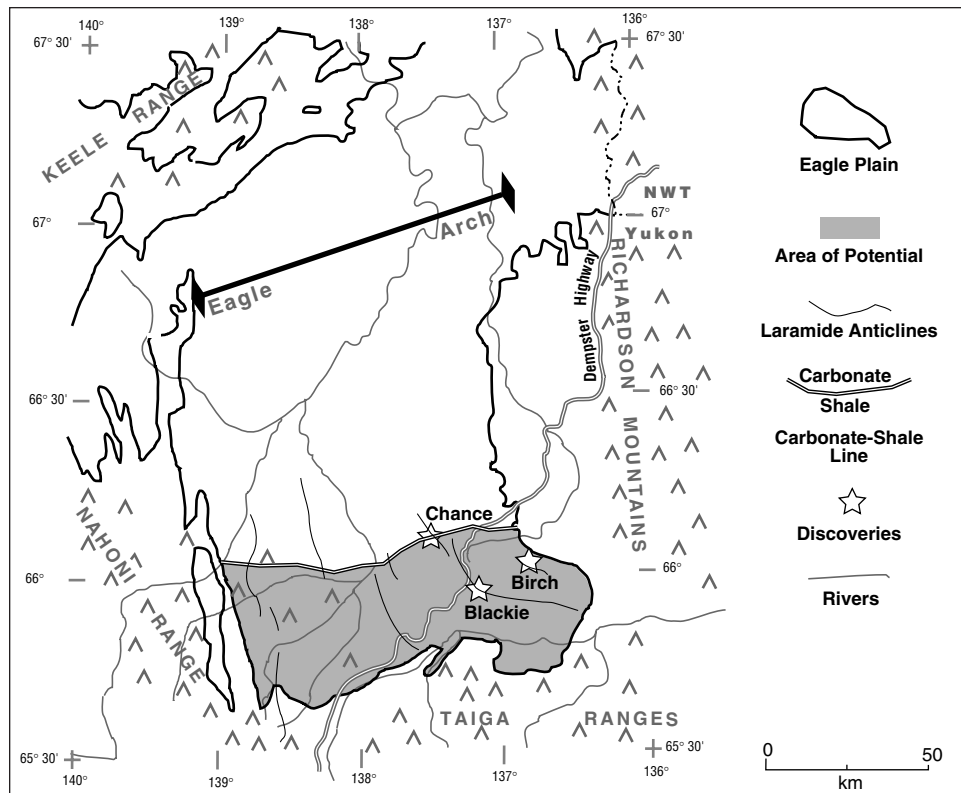 140°
139°
138°
137°
136°
67° 30'
67° 30'
KEELE RANGE
Eagle Plain
NWT
67°
67°
Yukon
Eagle Arch
Area of Potential
Dempster Highway
RICHARDSON MOUNTAINS
Laramide Anticlines
66° 30'
66° 30'
Carbonate
Shale
Carbonate-Shale
Line
Chance
Discoveries
NAHONI RANGE
66°
66°
Birch
Blackie
Rivers
TAIGA RANGES
65° 30'
65° 30'
140°
139°
138°
137°
136°
0 50
km